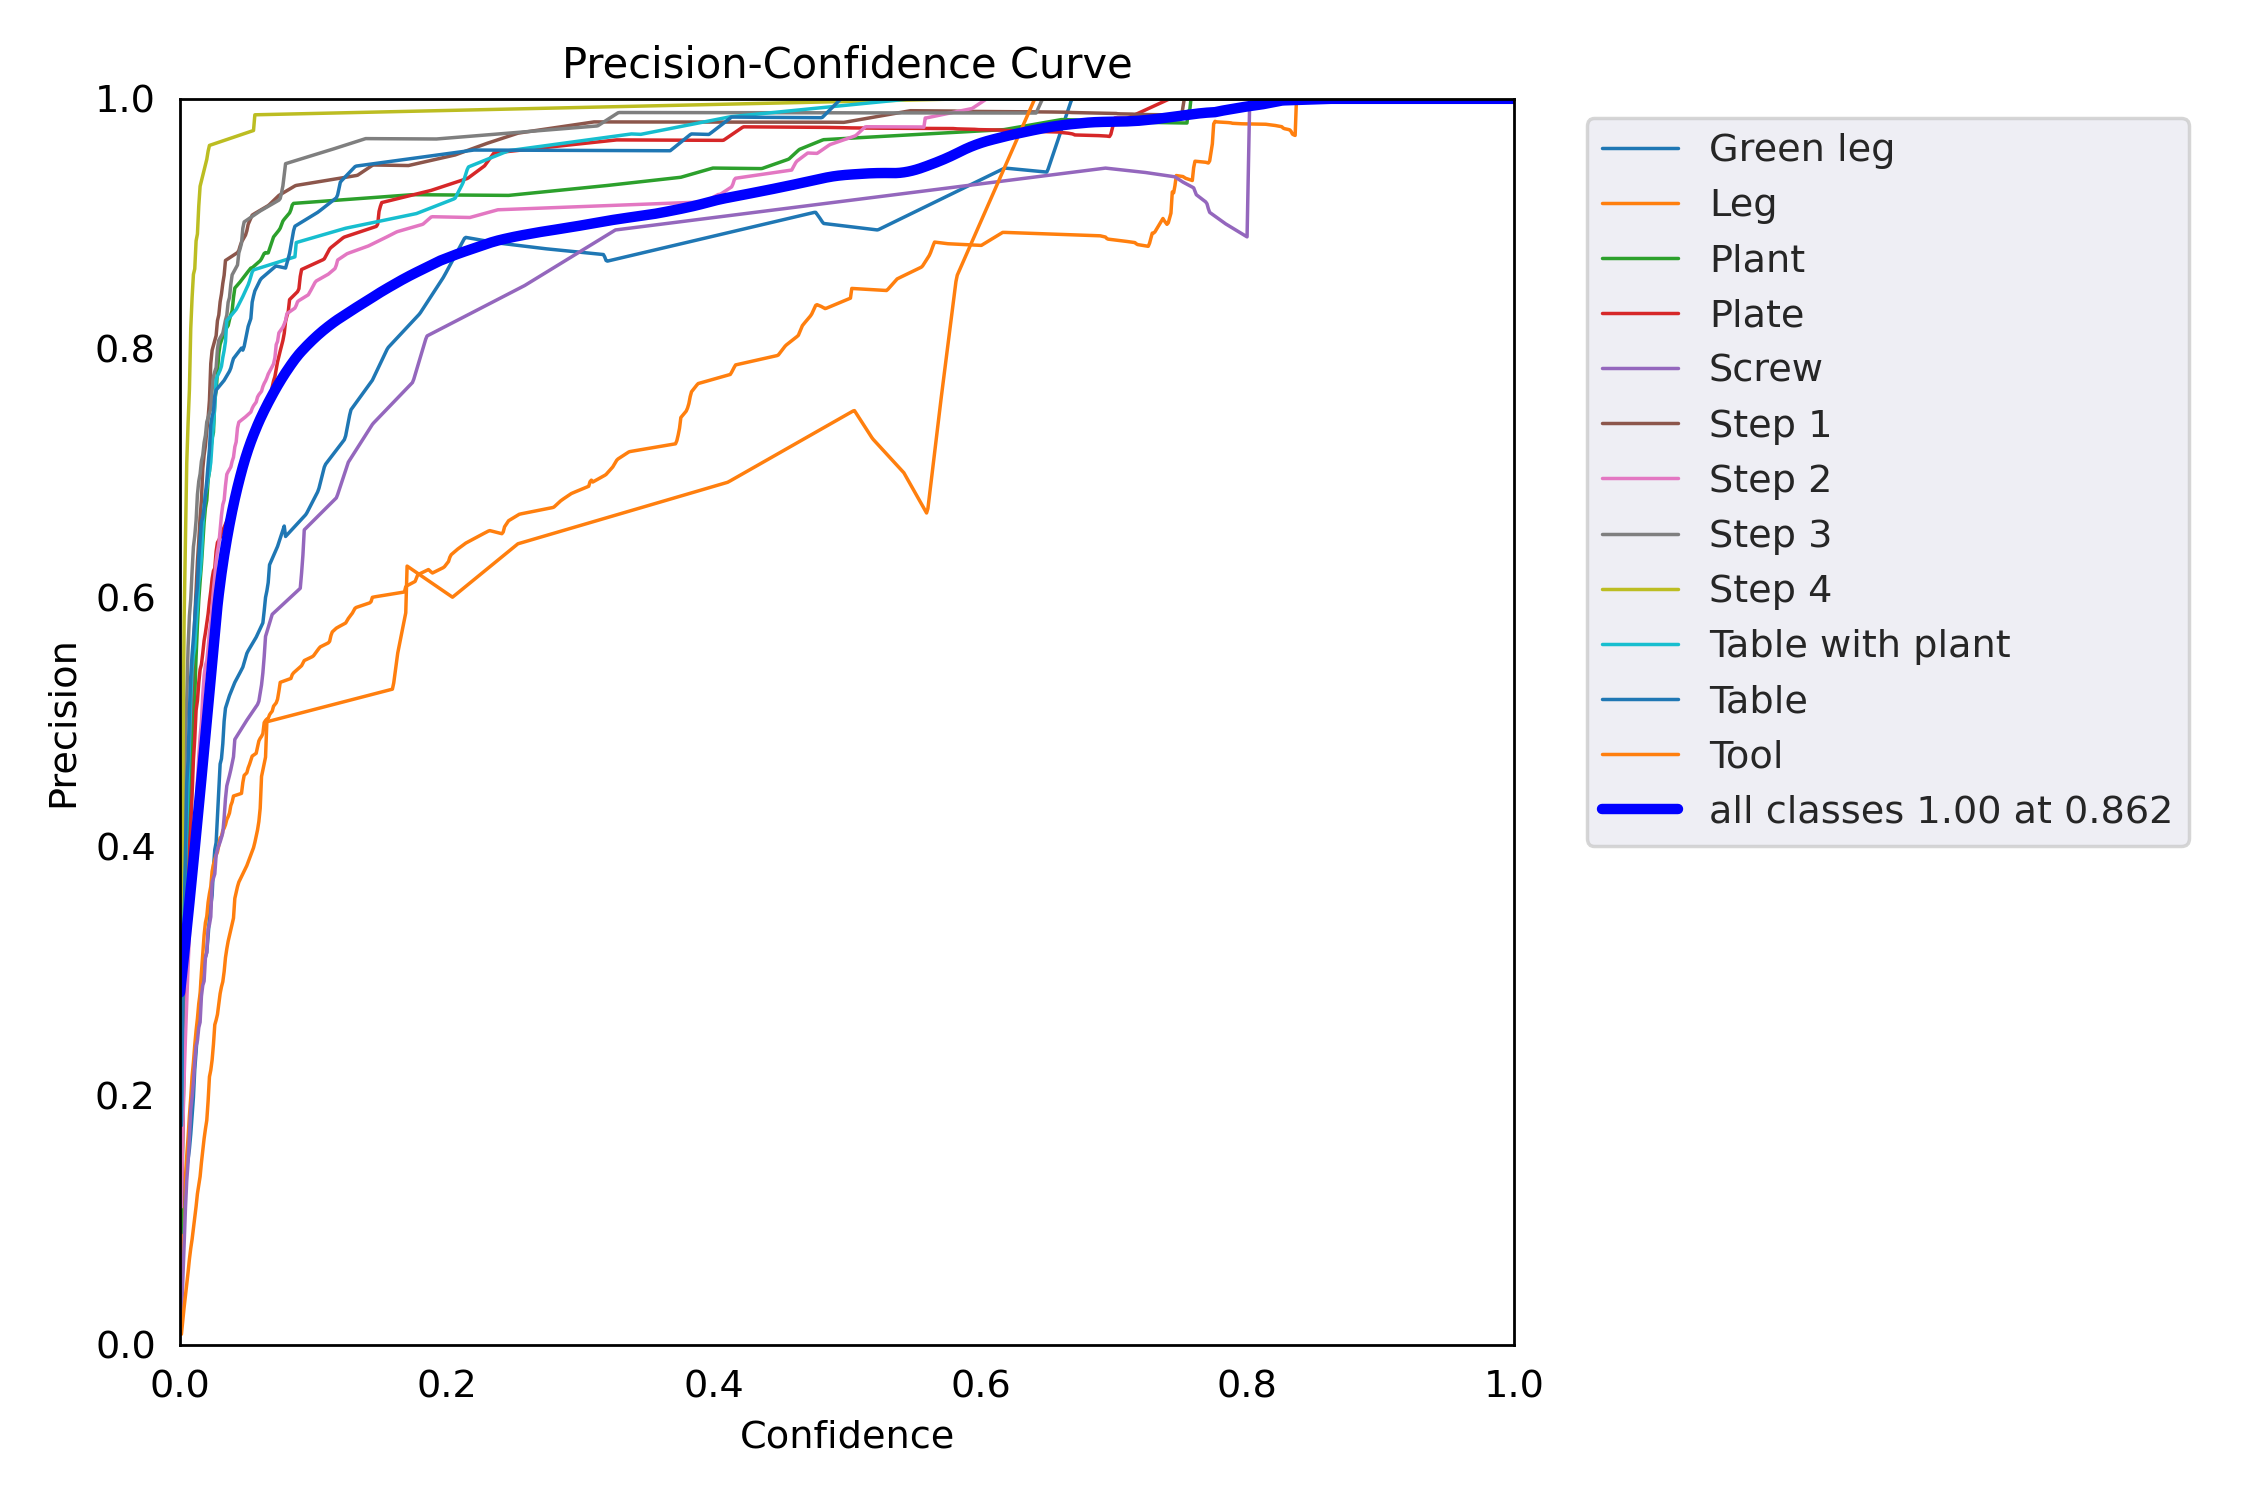 Precision-Confidence Curve
1.0
0.8
0.6
0.4
0.2
0.0
Precision
0.0 0.2 0.4 0.6 0.8 1.0
Confidence
Green leg
Leg
Plant
Plate
Screw
Step 1
Step 2
Step 3
Step 4
Table with plant
Table
Tool
all classes 1.00 at 0.862